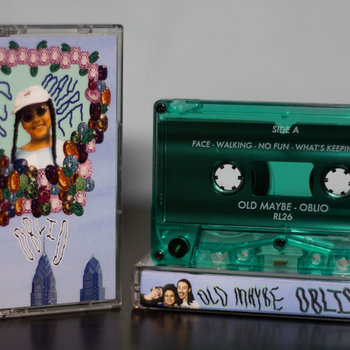 OLD
MAYBE
OBLIO
SIDE A
FACE - WALKING - NO FUN - WHAT'S KEEPIN
OLD MAYBE - OBLIO
RL26
OLD MAYBE OBLIO